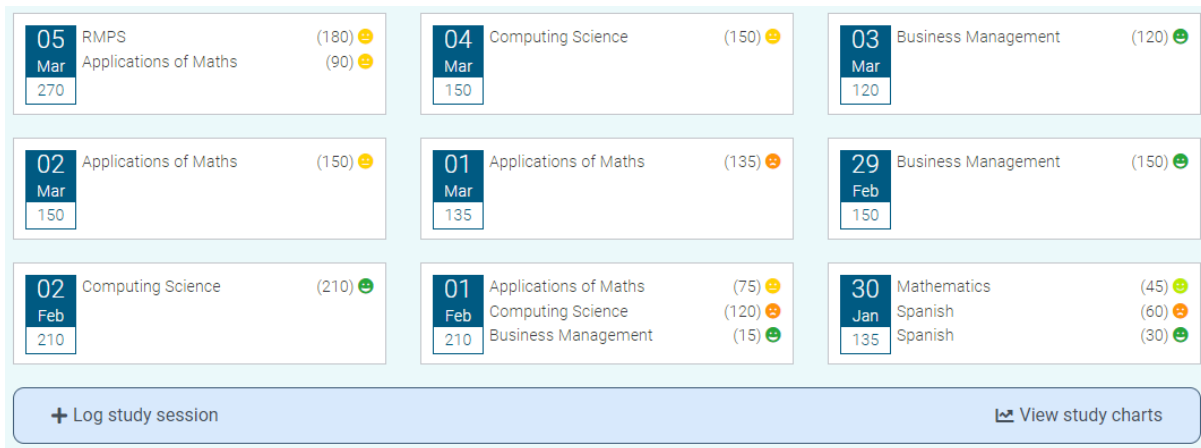 05
Mar
270
RMPS (180)
Applications of Maths (90)
04
Mar
150
Computing Science (150)
03
Mar
120
Business Management (120)
02
Mar
150
Applications of Maths (150)
01
Mar
135
Applications of Maths (135)
29
Feb
150
Business Management (150)
02
Feb
210
Computing Science (210)
01
Feb
210
Applications of Maths (75)
Computing Science (120)
Business Management (15)
30
Jan
135
Mathematics (45)
Spanish (60)
Spanish (30)
Log study session
View study charts